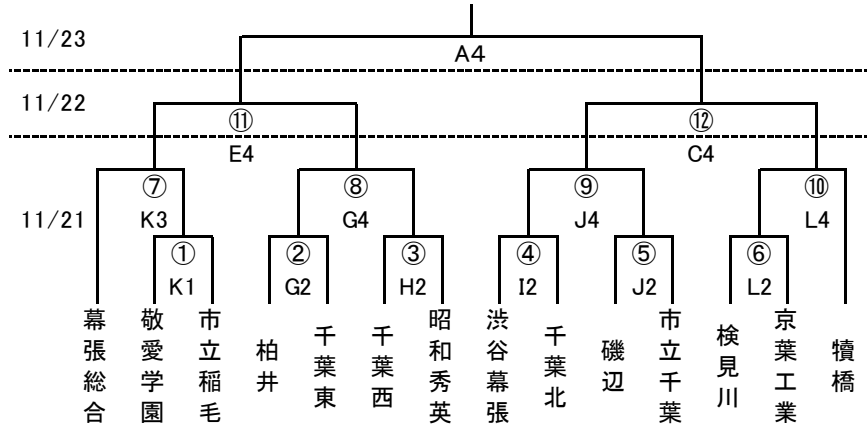 11/23
A4
11/22
⑪ ⑫
E4 C4
⑦ ⑧ ⑨ ⑩
11/21 K3 G4 J4 L4
① ② ③ ④ ⑤ ⑥
K1 G2 H2 I2 J2 L2
幕張総合
敬愛学園
市立稲毛
柏井
千葉東
千葉西
昭和秀英
渋谷幕張
千葉北
磯辺
市立千葉
検見川
京葉工業
犢橋